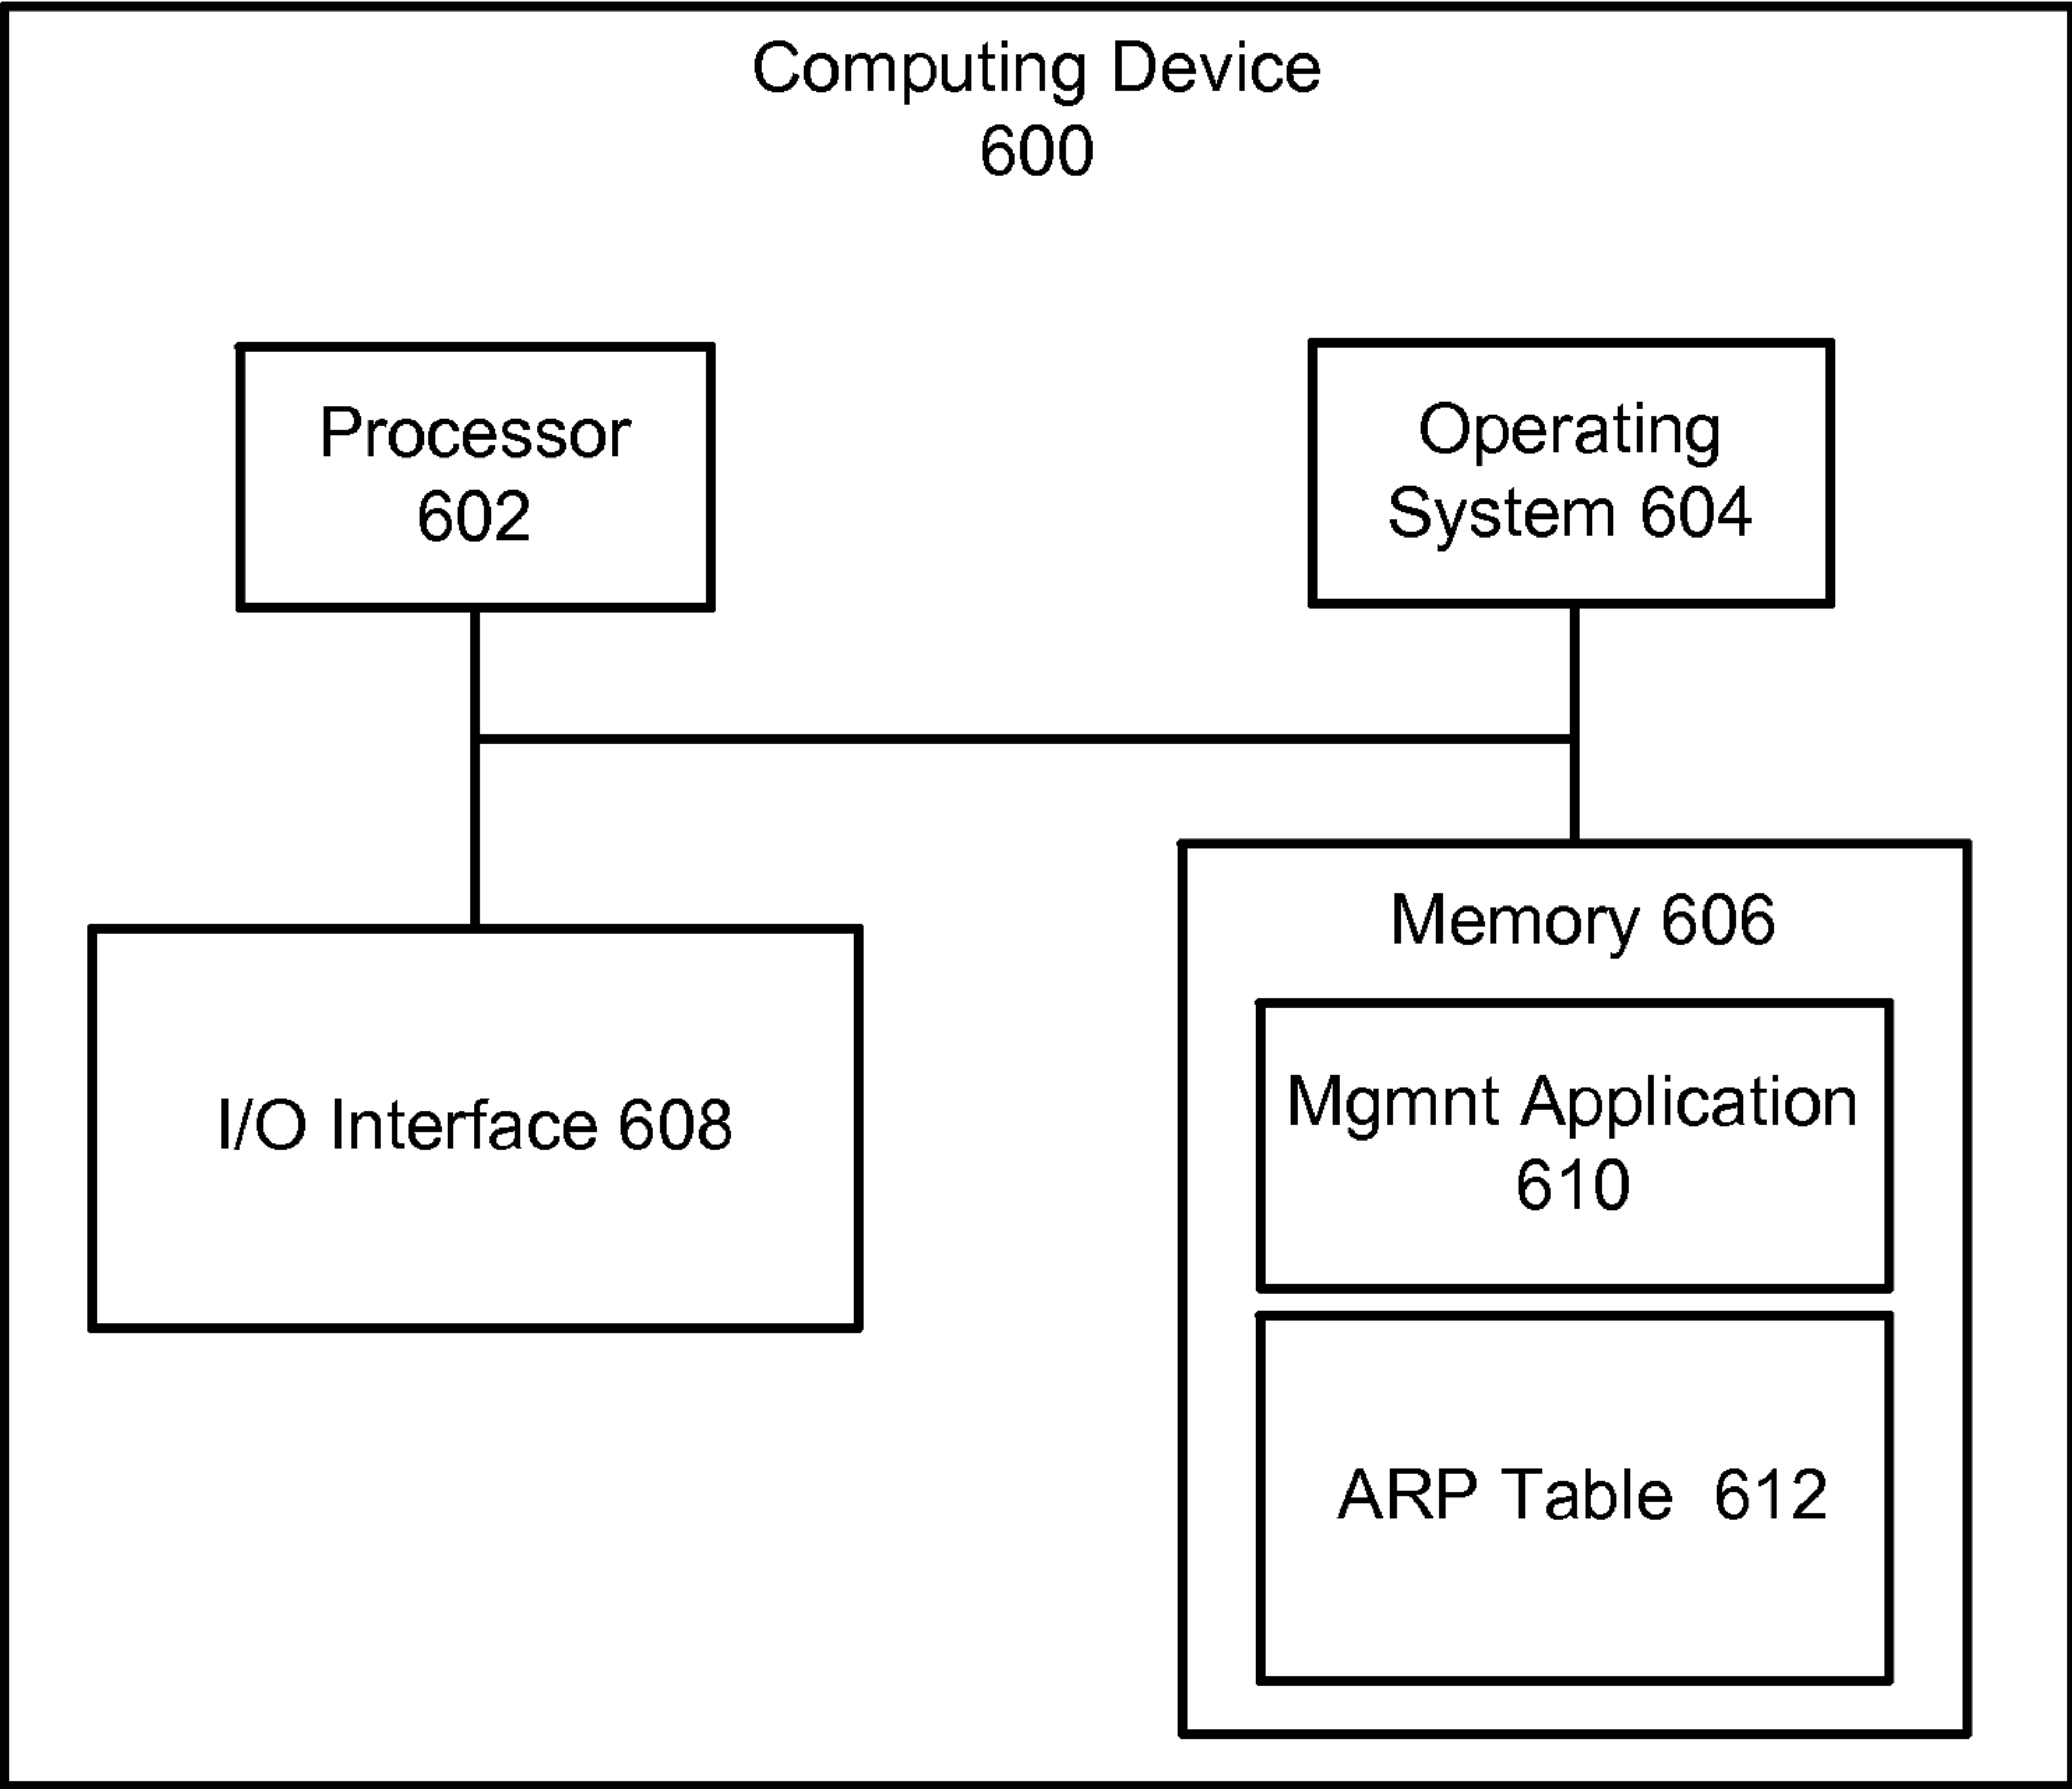 Computing Device
600
Processor
602
Operating
System 604
I/O Interface 608
Memory 606
Mgmnt Application
610
ARP Table 612